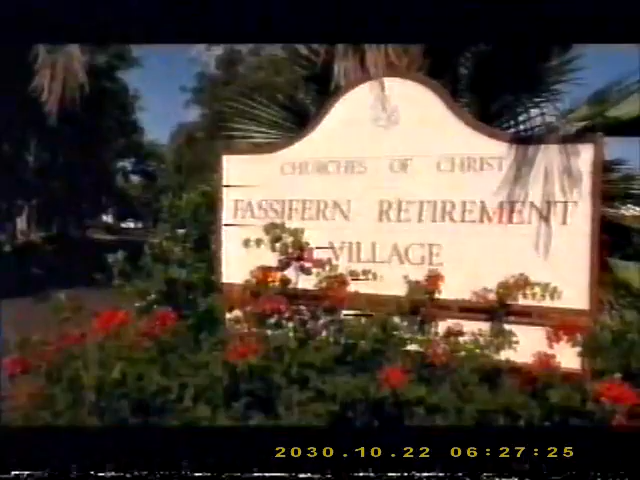 CHURCHES OF CHRIST
FASSIFERN RETIREMENT
VILLAGE
2030.10.22 06:27:25